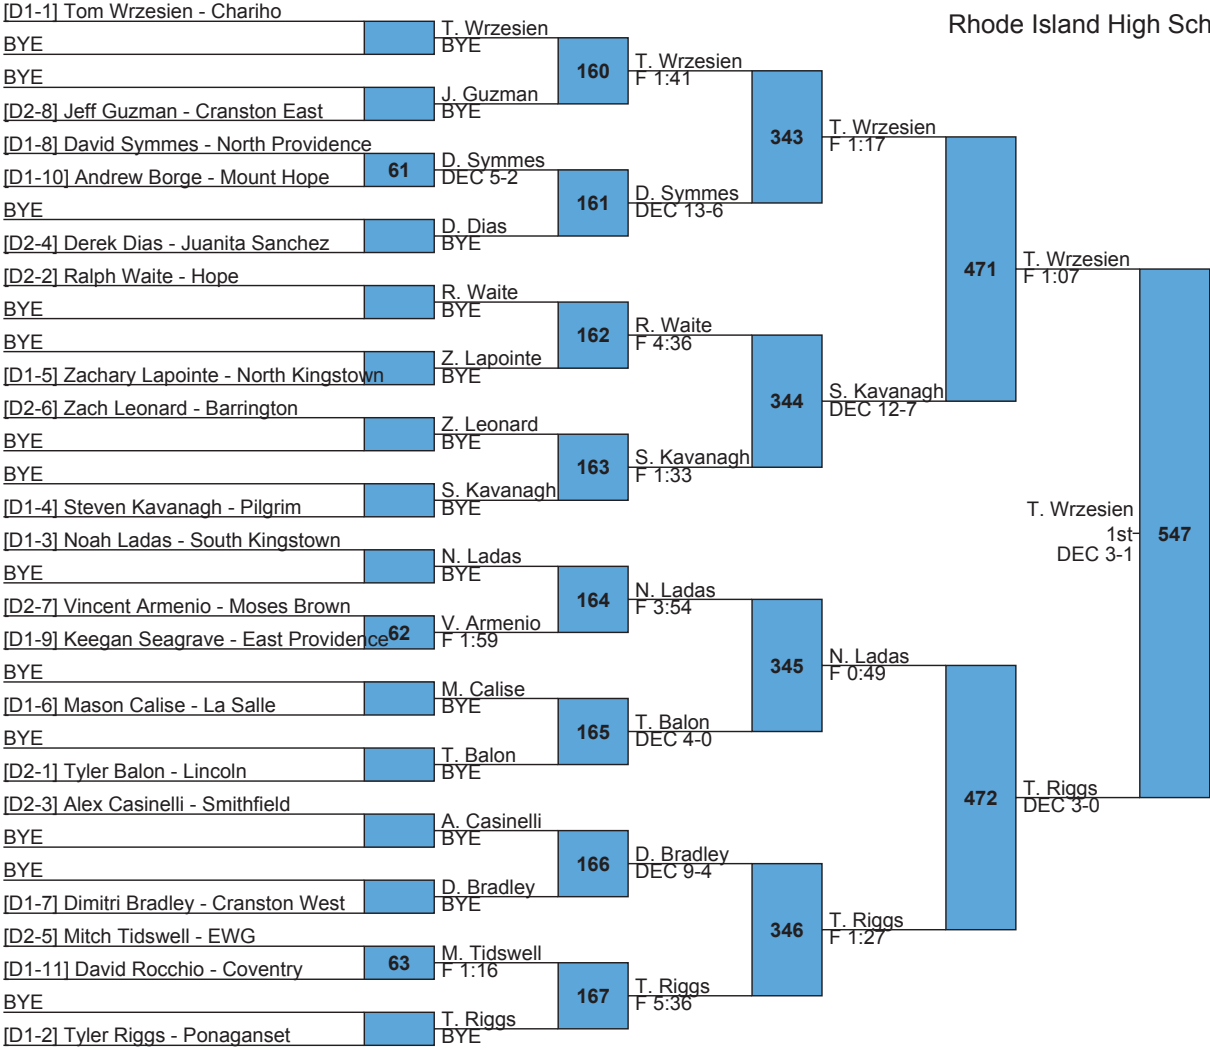 Rhode Island High Sch
[D1-1] Tom Wrzesien - Chariho
BYE
BYE
[D2-8] Jeff Guzman - Cranston East
[D1-8] David Symmes - North Providence
[D1-10] Andrew Borge - Mount Hope
BYE
[D2-4] Derek Dias - Juanita Sanchez
[D2-2] Ralph Waite - Hope
BYE
BYE
[D1-5] Zachary Lapointe - North Kingstown
[D2-6] Zach Leonard - Barrington
BYE
BYE
[D1-4] Steven Kavanagh - Pilgrim
[D1-3] Noah Ladas - South Kingstown
BYE
[D2-7] Vincent Armenio - Moses Brown
[D1-9] Keegan Seagrave - East Providence
BYE
[D1-6] Mason Calise - La Salle
BYE
[D2-1] Tyler Balon - Lincoln
[D2-3] Alex Casinelli - Smithfield
BYE
BYE
[D1-7] Dimitri Bradley - Cranston West
[D2-5] Mitch Tidswell - EWG
[D1-11] David Rocchio - Coventry
BYE
[D1-2] Tyler Riggs - Ponaganset
61
62
63
T. Wrzesien
BYE
J. Guzman
BYE
D. Symmes
DEC 5-2
D. Dias
BYE
R. Waite
BYE
Z. Lapointe
BYE
Z. Leonard
BYE
S. Kavanagh
BYE
N. Ladas
BYE
V. Armenio
F 1:59
M. Calise
BYE
T. Balon
BYE
A. Casinelli
BYE
D. Bradley
BYE
M. Tidswell
F 1:16
T. Riggs
BYE
160
161
162
163
164
165
166
167
T. Wrzesien
F 1:41
D. Symmes
DEC 13-6
R. Waite
F 4:36
S. Kavanagh
F 1:33
N. Ladas
F 3:54
T. Balon
DEC 4-0
D. Bradley
DEC 9-4
T. Riggs
F 5:36
343
344
345
346
T. Wrzesien
F 1:17
S. Kavanagh
DEC 12-7
N. Ladas
F 0:49
T. Riggs
F 1:27
471
472
T. Wrzesien
F 1:07
T. Riggs
DEC 3-0
T. Wrzesien
1st
DEC 3-1
547